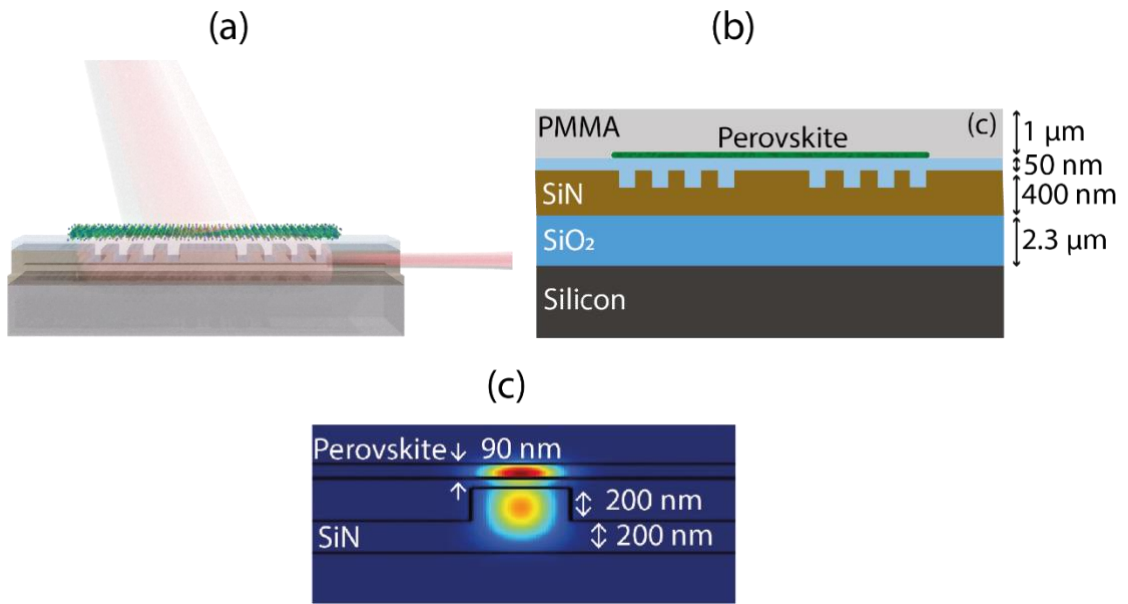 (a)
(b)
PMMA
Perovskite
(c)
1 μm
50 nm
SiN
400 nm
SiO₂
2.3 μm
Silicon
(c)
Perovskite 90 nm
200 nm
SiN
200 nm